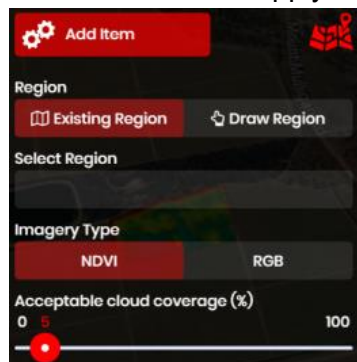 Add Item
Region
Existing Region Draw Region
Select Region
Imagery Type
NDVI RGB
Acceptable cloud coverage (%)
0 5 100